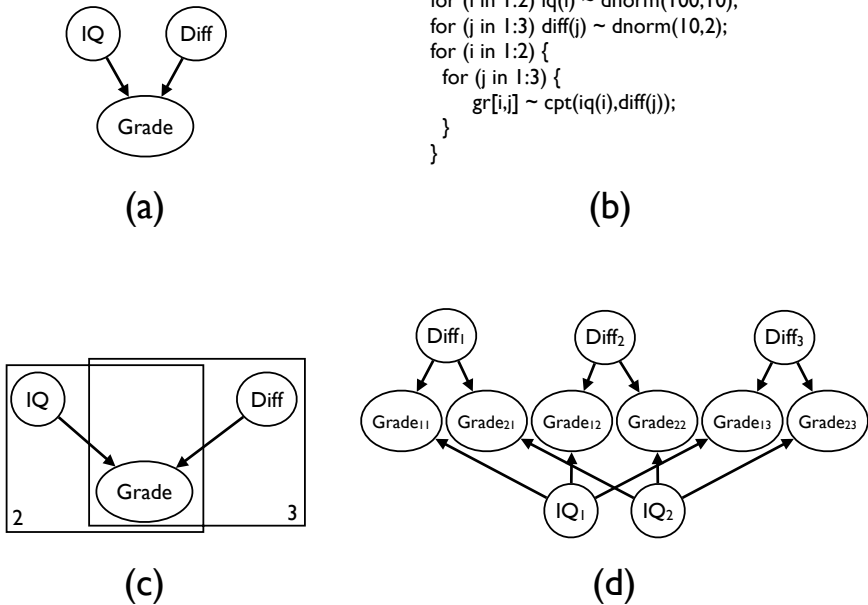 IQ Diff
Grade
(a)
for (i in 1:2) iq(i) ~ dnorm(100,10);
for (j in 1:3) diff(j) ~ dnorm(10,2);
for (i in 1:2) {
for (j in 1:3) {
gr[i,j] ~ cpt(iq(i),diff(j));
}
}
(b)
IQ Diff
Grade
2 3
(c)
Diff₁ Diff₂ Diff₃
Grade₁₁ Grade₂₁ Grade₁₂ Grade₂₂ Grade₁₃ Grade₂₃
IQ₁ IQ₂
(d)